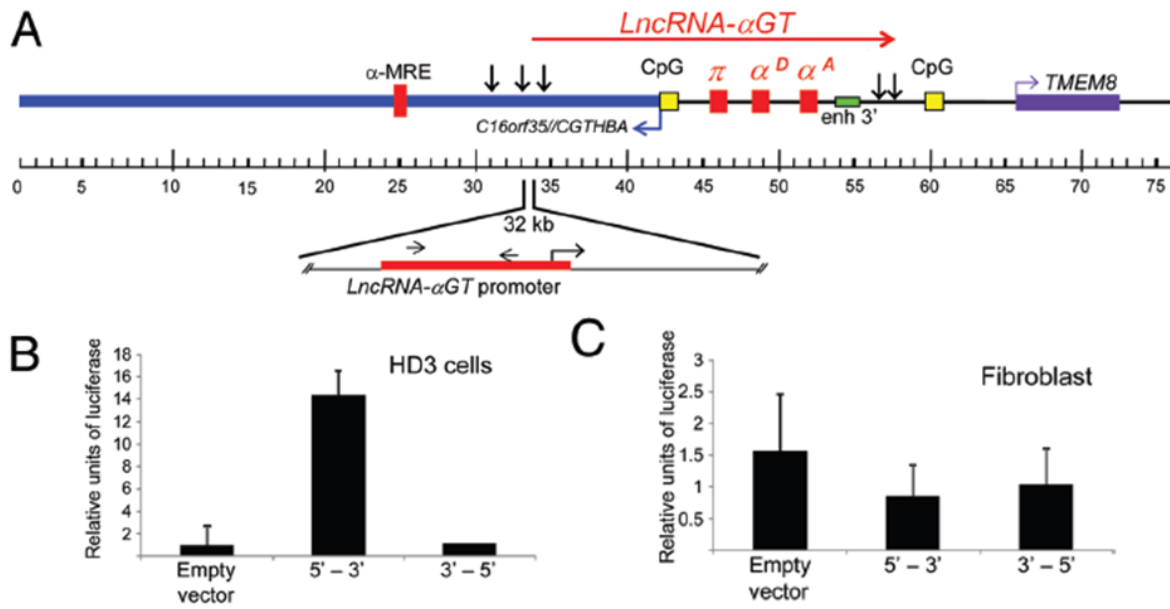 A
LncRNA-αGT
α-MRE
CpG
π
α D
α A
CpG
TMEM8
enh 3'
C16orf35//CGTHBA
0 5 10 15 20 25 30 35 40 45 50 55 60 65 70 75
32 kb
LncRNA-αGT promoter
B
HD3 cells
Relative units of luciferase
18
16
14
12
10
8
6
4
2
Empty vector
5' – 3'
3' – 5'
C
Fibroblast
Relative units of luciferase
3
2.5
2
1.5
1
0.5
Empty vector
5' – 3'
3' – 5'